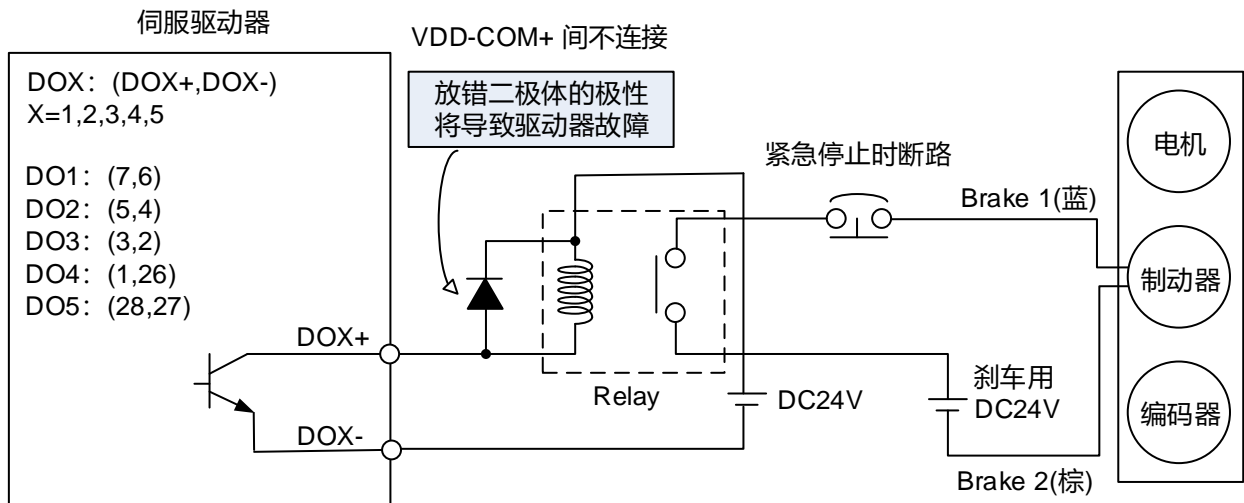 伺服驱动器
VDD-COM+ 间不连接
DOX：(DOX+,DOX-)
X=1,2,3,4,5
放错二极体的极性
将导致驱动器故障
DO1：(7,6)
DO2：(5,4)
DO3：(3,2)
DO4：(1,26)
DO5：(28,27)
紧急停止时断路
Brake 1(蓝)
电机
制动器
编码器
DOX+
DOX-
Relay
DC24V
刹车用
DC24V
Brake 2(棕)